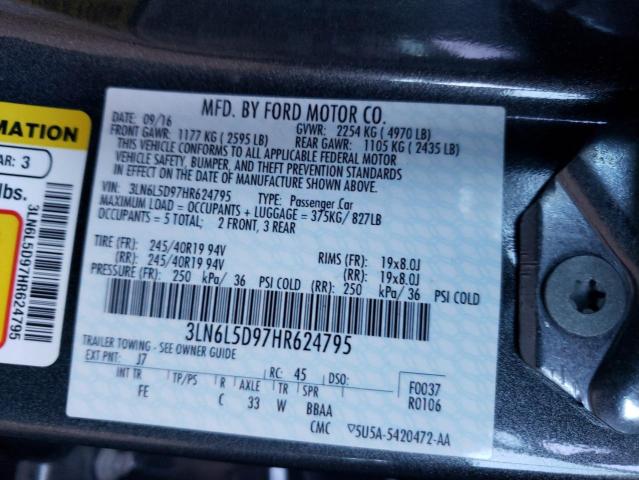 MFD. BY FORD MOTOR CO.
DATE: 09/16 GVWR: 2254 KG ( 4970 LB)
FRONT GAWR: 1177 KG ( 2595 LB) REAR GAWR: 1105 KG ( 2435 LB)
THIS VEHICLE CONFORMS TO ALL APPLICABLE FEDERAL MOTOR
VEHICLE SAFETY, BUMPER, AND THEFT PREVENTION STANDARDS
IN EFFECT ON THE DATE OF MANUFACTURE SHOWN ABOVE.
VIN: 3LN6L5D97HR624795 TYPE: Passenger Car
MAXIMUM LOAD = OCCUPANTS + LUGGAGE = 375KG/ 827LB
OCCUPANTS = 5 TOTAL; 2 FRONT, 3 REAR
TIRE (FR): 245/40R19 94V RIMS (FR): 19x8.0J
(RR): 245/40R19 94V (RR): 19x8.0J
PRESSURE (FR): 250 kPa/ 36 PSI COLD (RR): 250 kPa/ 36 PSI COLD
3LN6L5D97HR624795
TRAILER TOWING - SEE OWNER GUIDE
EXT PNT: J7 RC: 45 DSO: F0037
INT TR TP/PS R AXLE TR SPR R0106
FE C 33 W BBAA
CMC 5U5A-5420472-AA
RMATION
AR: 3
lbs.
3LN6L5D97HR624795